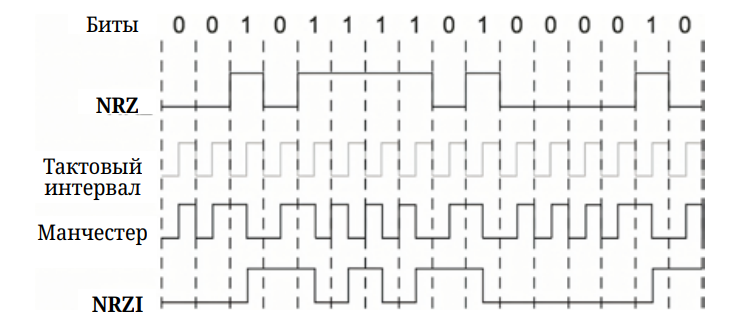 Биты 0 0 1 0 1 1 1 1 0 1 0 0 0 0 1 0
NRZ
Тактовый
интервал
Манчестер
NRZI